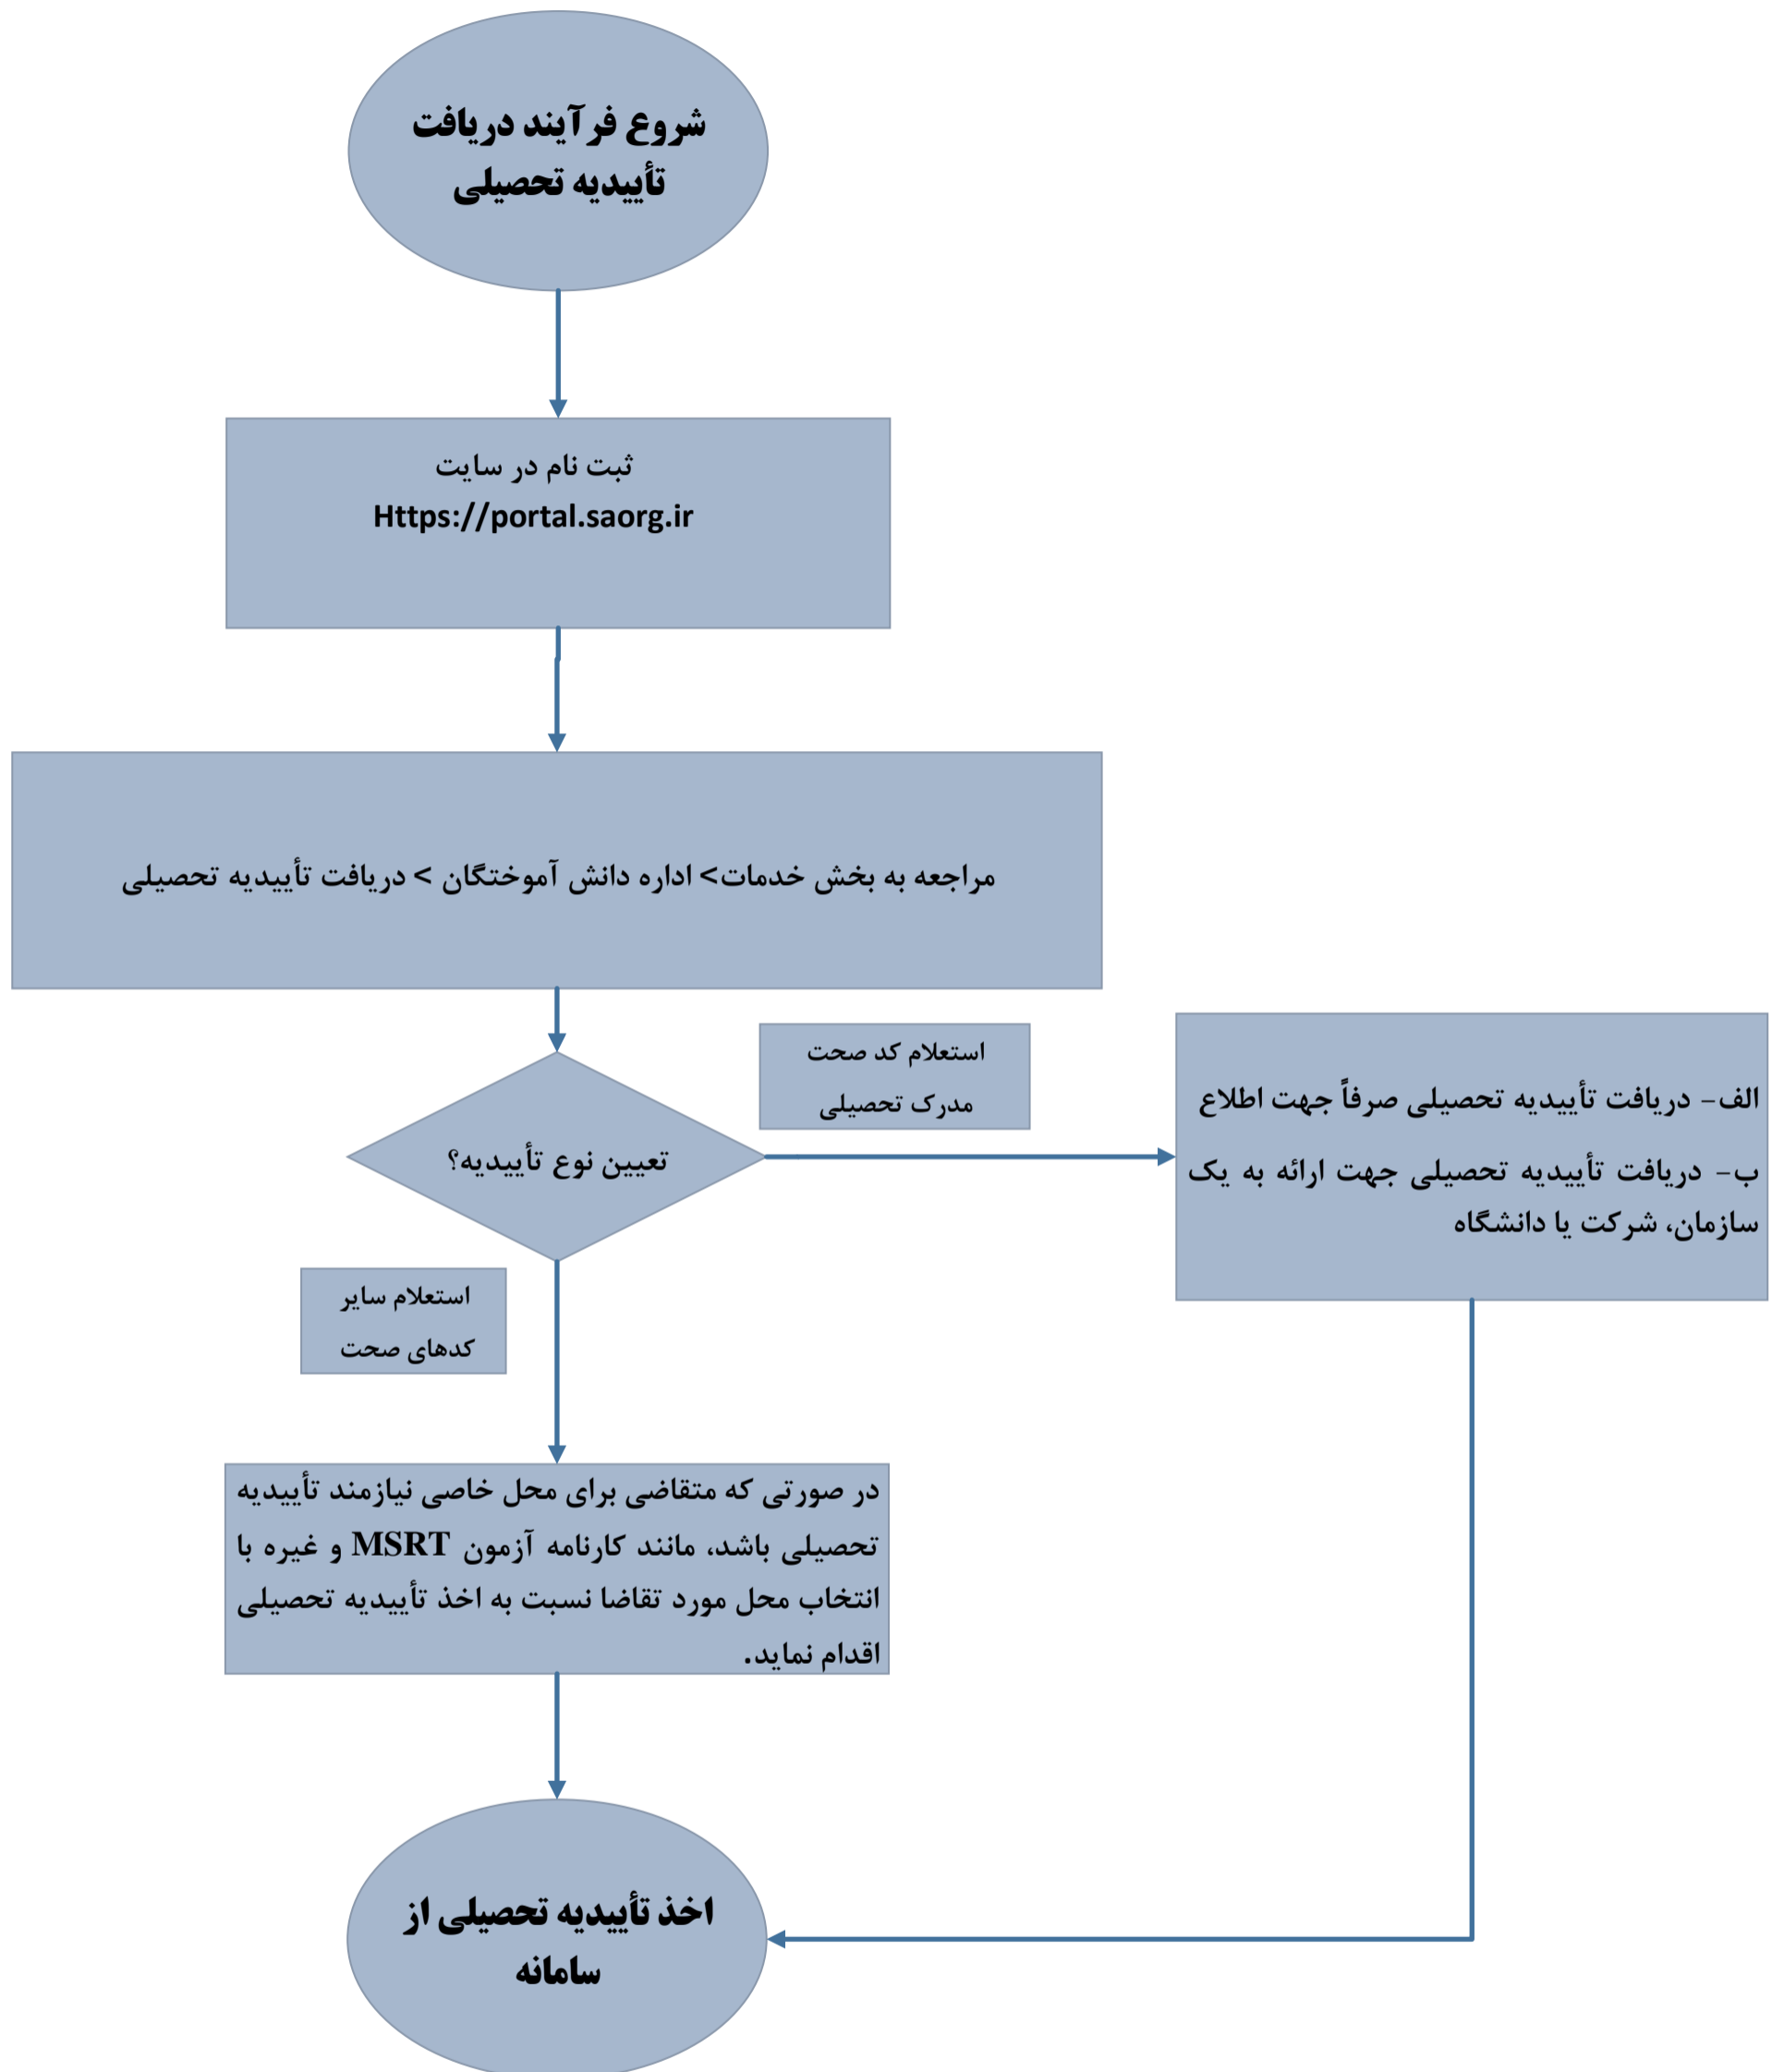 شروع فرآیند دریافت
تأییدیه تحصیلی
ثبت نام در سایت
Https://portal.saorg.ir
مراجعه به بخش خدمات> اداره دانش آموختگان > دریافت تأییدیه تحصیلی
استعلام کد صحت
مدرک تحصیلی
تعیین نوع تأییدیه؟
الف- دریافت تأییدیه تحصیلی صرفاً جهت اطلاع
ب- دریافت تأییدیه تحصیلی جهت ارائه به یک
سازمان، شرکت یا دانشگاه
استعلام سایر
کدهای صحت
در صورتی که متقاضی برای محل خاصی نیازمند تأییدیه
تحصیلی باشد، مانند کارنامه آزمون MSRT و غیره با
انتخاب محل مورد تقاضا نسبت به اخذ تأییدیه تحصیلی
اقدام نماید.
اخذ تأییدیه تحصیلی از
سامانه